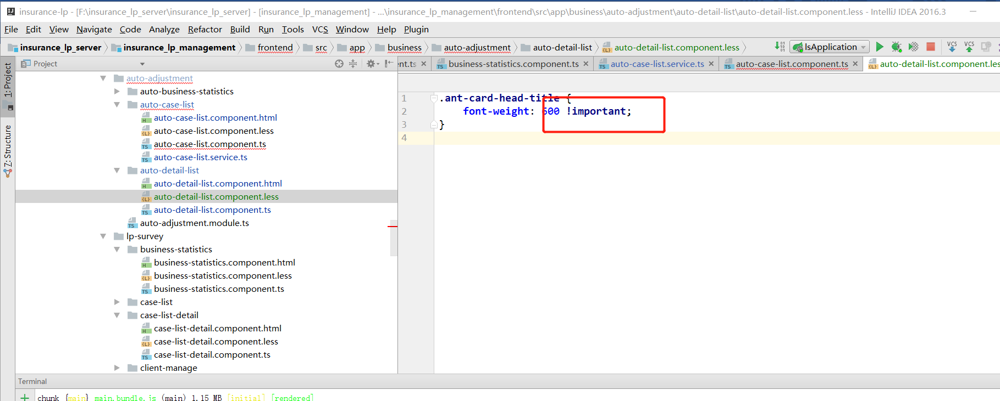 insurance-lp - [F:\insurance_lp_server\insurance_lp_server] - [insurance_lp_management] - ...\insurance_lp_management\frontend\src\app\business\auto-adjustment\auto-detail-list\auto-detail-list.component.less - IntelliJ IDEA 2016.3
File Edit View Navigate Code Analyze Refactor Build Run Tools VCS Window Help Plugin
insurance_lp_server insurance_lp_management frontend src app business auto-adjustment auto-detail-list auto-detail-list.component.less lsApplication VCS VCS
Project
ent.ts business-statistics.component.ts auto-case-list.service.ts auto-case-list.component.ts auto-detail-list.component.les
1: Project
7: Structure
auto-adjustment
auto-business-statistics
auto-case-list
auto-case-list.component.html
auto-case-list.component.less
auto-case-list.component.ts
auto-case-list.service.ts
auto-detail-list
auto-detail-list.component.html
auto-detail-list.component.less
auto-detail-list.component.ts
auto-adjustment.module.ts
lp-survey
business-statistics
business-statistics.component.html
business-statistics.component.less
business-statistics.component.ts
case-list
case-list-detail
case-list-detail.component.html
case-list-detail.component.less
case-list-detail.component.ts
client-manage
1 .ant-card-head-title {
2 font-weight: 600 !important;
3 }
4
Terminal
chunk {main} main.bundle.js (main) 1.15 MB [initial] [rendered]